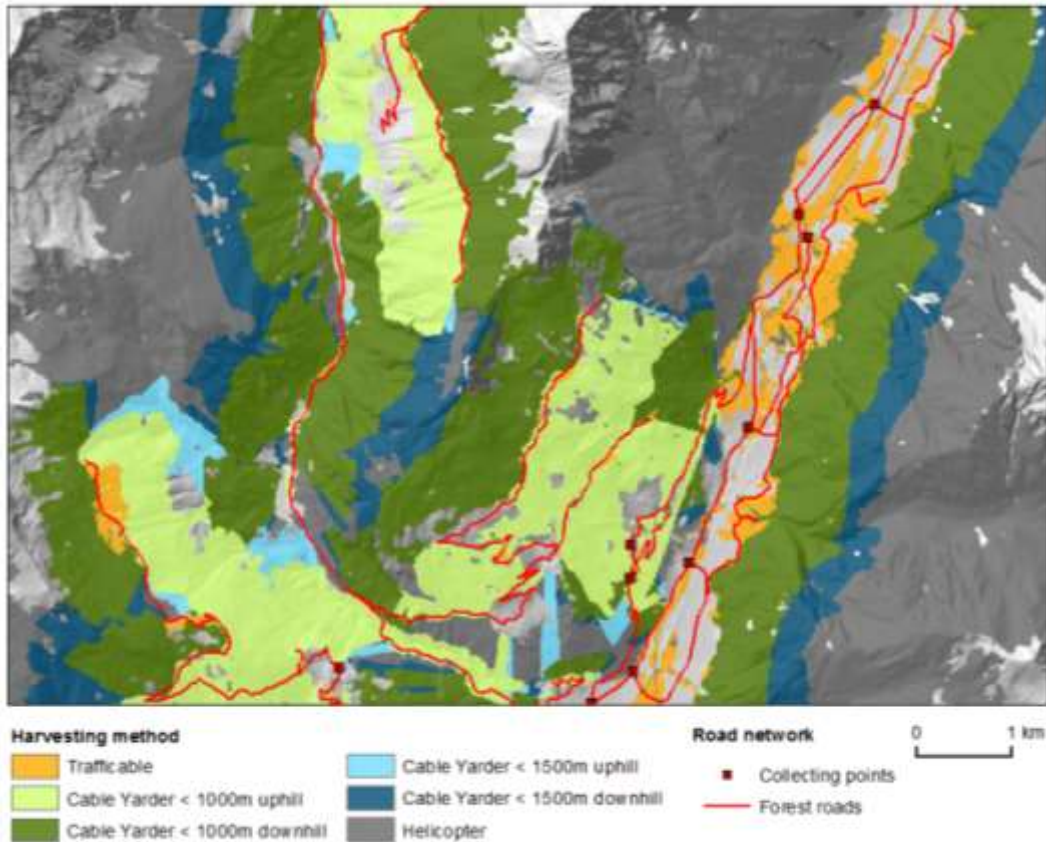 Harvesting method
Trafficable
Cable Yarder < 1000m uphill
Cable Yarder < 1000m downhill
Cable Yarder < 1500m uphill
Cable Yarder < 1500m downhill
Helicopter
Road network
Collecting points
Forest roads
0 1 km